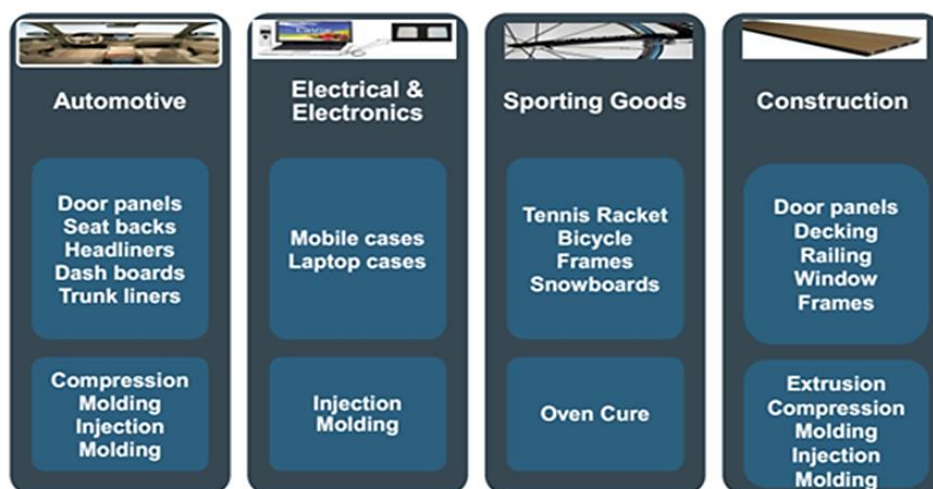 Automotive
Door panels
Seat backs
Headliners
Dash boards
Trunk liners
Compression
Molding
Injection
Molding
Electrical &
Electronics
Mobile cases
Laptop cases
Injection
Molding
Sporting Goods
Tennis Racket
Bicycle
Frames
Snowboards
Oven Cure
Construction
Door panels
Decking
Railing
Window
Frames
Extrusion
Compression
Molding
Injection
Molding